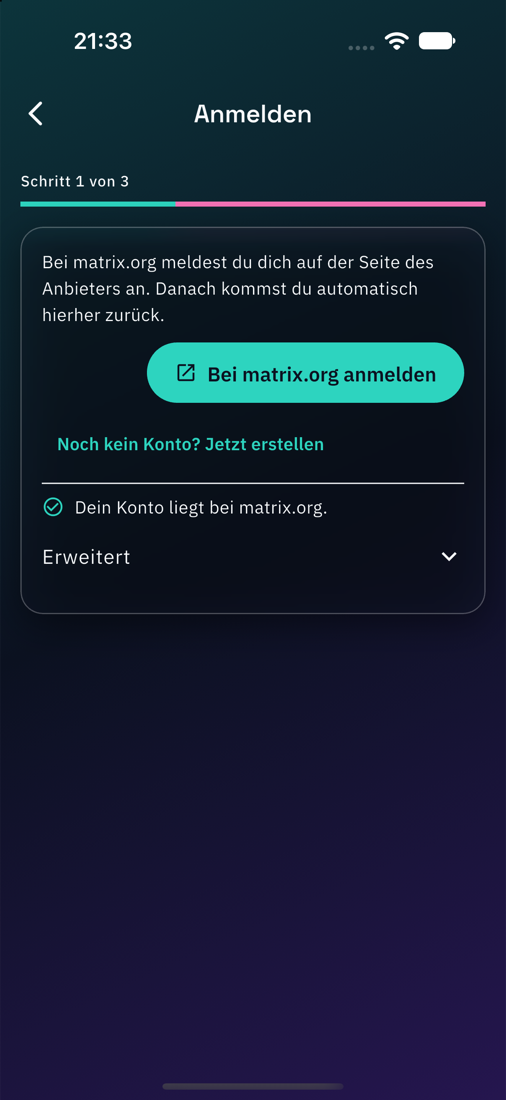 21:33
Anmelden
Schritt 1 von 3
Bei matrix.org meldest du dich auf der Seite des
Anbieters an. Danach kommst du automatisch
hierher zurück.
Bei matrix.org anmelden
Noch kein Konto? Jetzt erstellen
Dein Konto liegt bei matrix.org.
Erweitert